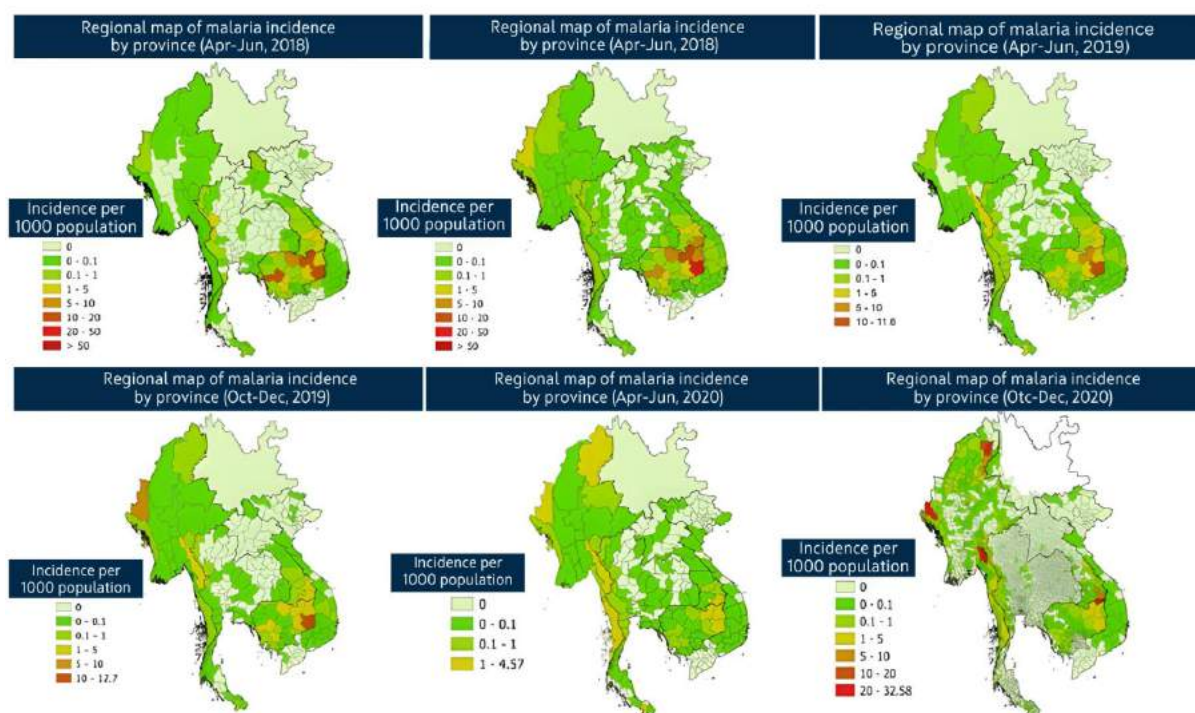 Regional map of malaria incidence
by province (Apr-Jun, 2018)
Incidence per
1000 population
0
0 - 0.1
0.1 - 1
1 - 5
5 - 10
10 - 20
20 - 50
> 50
Regional map of malaria incidence
by province (Apr-Jun, 2018)
Incidence per
1000 population
0
0 - 0.1
0.1 - 1
1 - 5
5 - 10
10 - 20
20 - 50
> 50
Regional map of malaria incidence
by province (Apr-Jun, 2019)
Incidence per
1000 population
0
0 - 0.1
0.1 - 1
1 - 5
5 - 10
10 - 11.6
Regional map of malaria incidence
by province (Oct-Dec, 2019)
Incidence per
1000 population
0
0 - 0.1
0.1 - 1
1 - 5
5 - 10
10 - 12.7
Regional map of malaria incidence
by province (Apr-Jun, 2020)
Incidence per
1000 population
0
0 - 0.1
0.1 - 1
1 - 4.57
Regional map of malaria incidence
by province (Otc-Dec, 2020)
Incidence per
1000 population
0
0 - 0.1
0.1 - 1
1 - 5
5 - 10
10 - 20
20 - 32.58